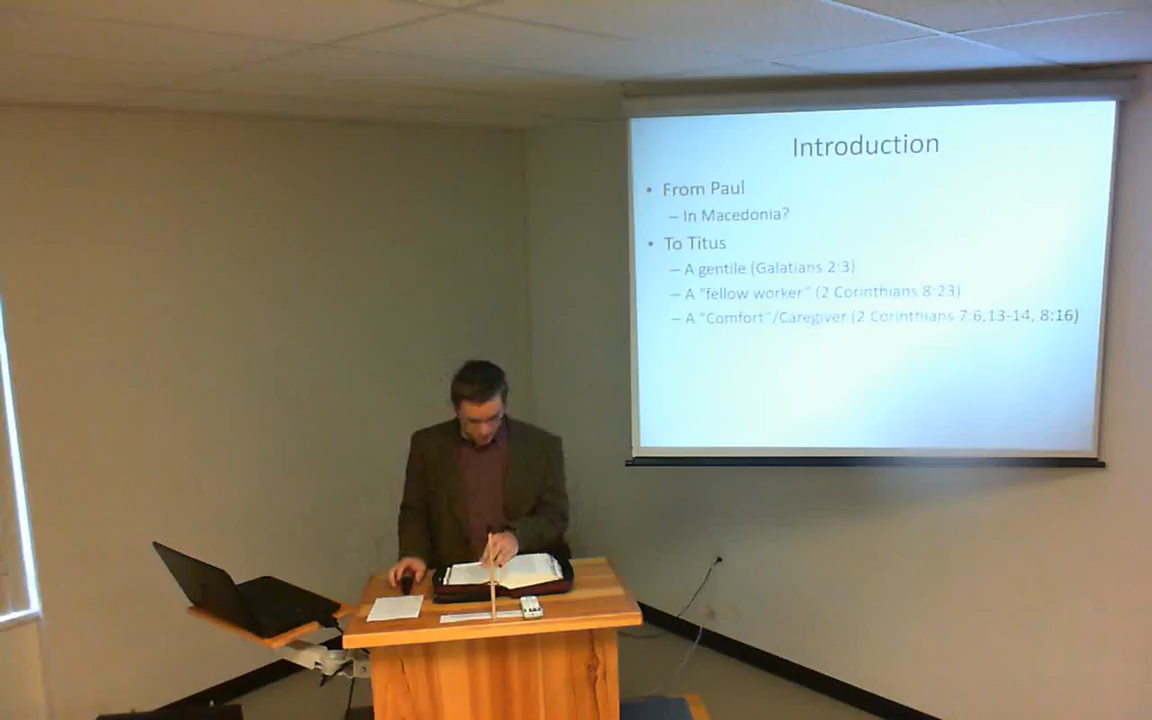 Introduction
• From Paul
– In Macedonia?
• To Titus
– A gentile (Galatians 2:3)
– A "fellow worker" (2 Corinthians 8:23)
– A "Comfort"/Caregiver (2 Corinthians 7:6,13-14, 8:16)